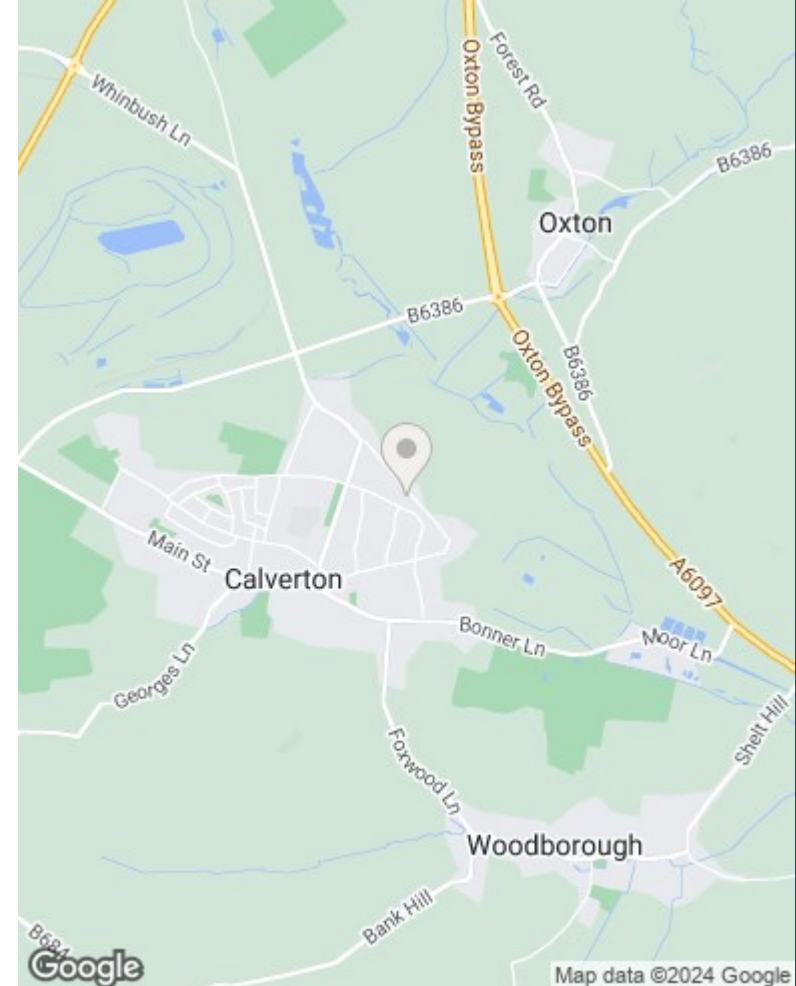 Forest Rd
Oxton Bypass
Whinbush Ln
B6386
Oxton
B6386
B6386
Oxton Bypass
Main St
Calverton
A6097
Bonner Ln
Moor Ln
Georges Ln
Shelt Hill
Foxwood Ln
Woodborough
Bank Hill
B684
Google
Map data ©2024 Google